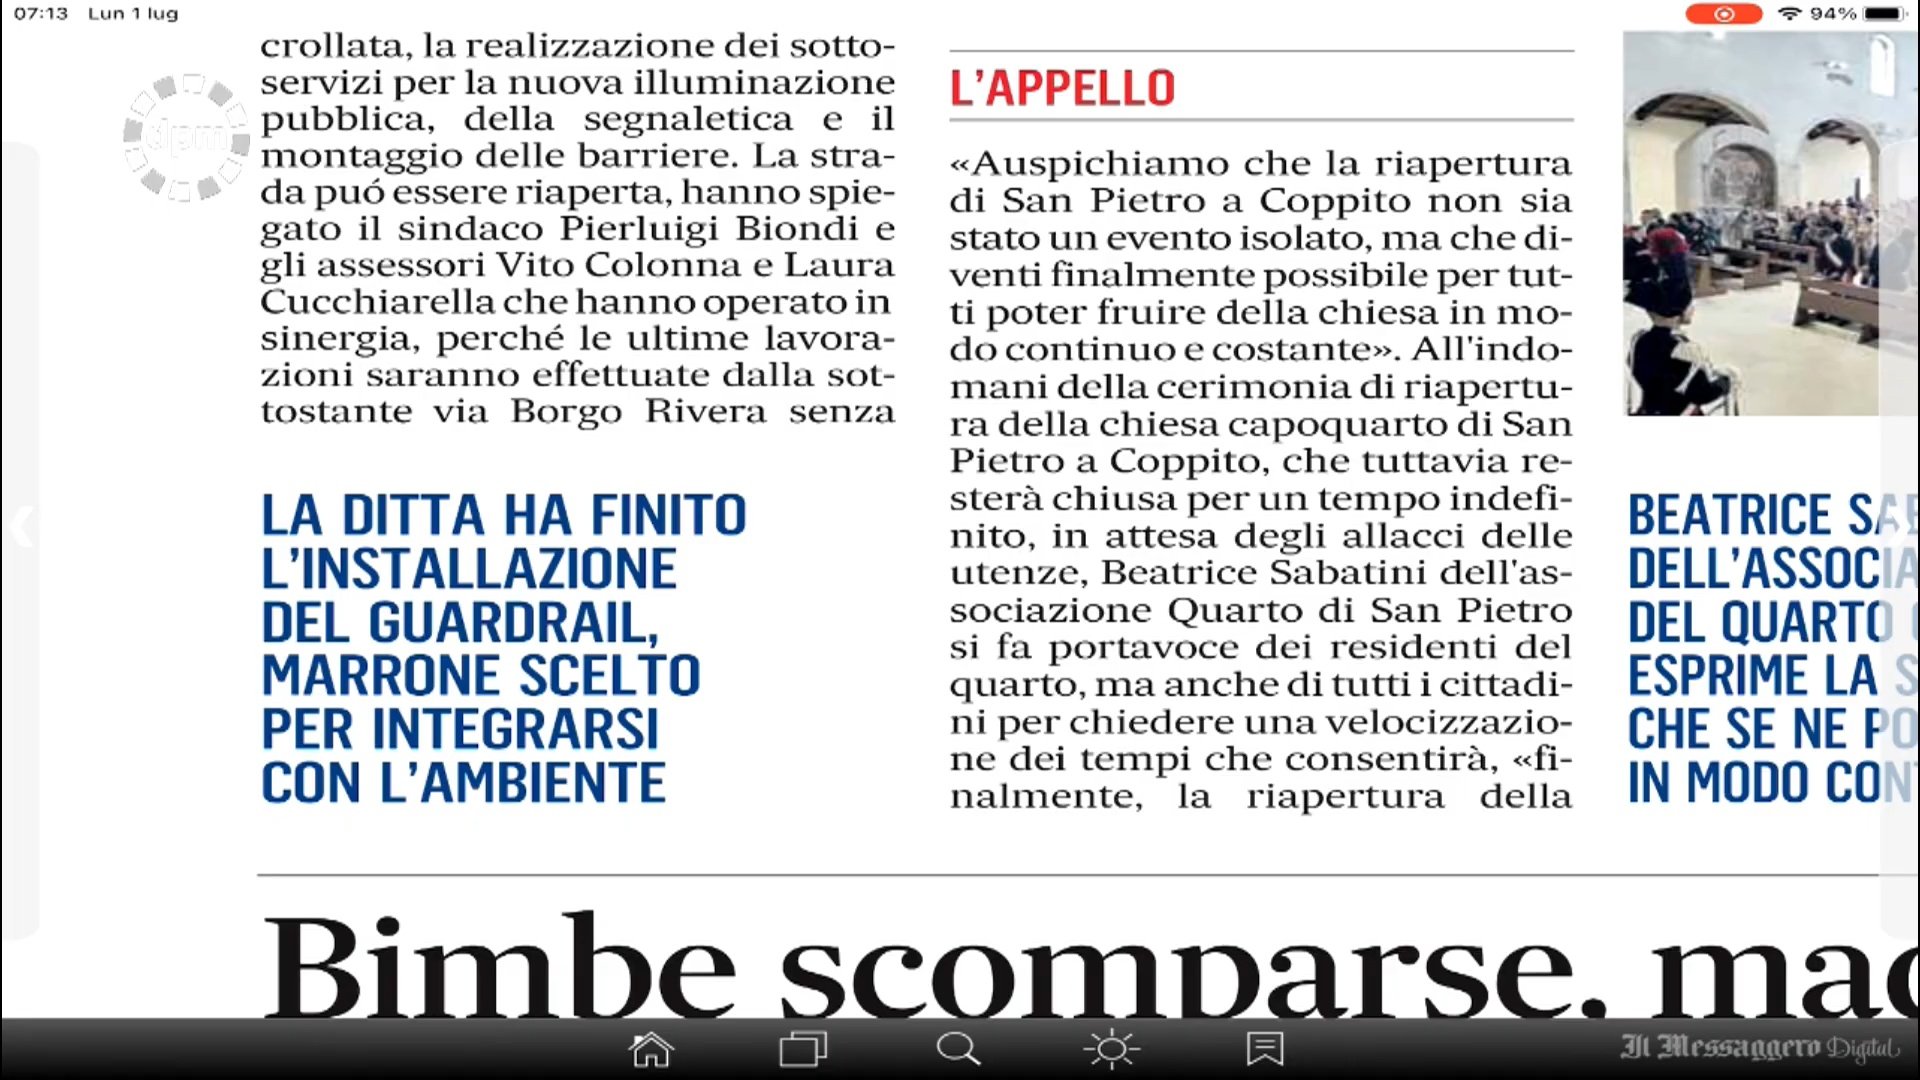 07:13 Lun 1 lug
94%
crollata, la realizzazione dei sotto-
servizi per la nuova illuminazione
pubblica, della segnaletica e il
montaggio delle barriere. La stra-
da puó essere riaperta, hanno spie-
gato il sindaco Pierluigi Biondi e
gli assessori Vito Colonna e Laura
Cucchiarella che hanno operato in
sinergia, perché le ultime lavora-
zioni saranno effettuate dalla sot-
tostante via Borgo Rivera senza
dpm
LA DITTA HA FINITO
L'INSTALLAZIONE
DEL GUARDRAIL,
MARRONE SCELTO
PER INTEGRARSI
CON L'AMBIENTE
L'APPELLO
«Auspichiamo che la riapertura
di San Pietro a Coppito non sia
stato un evento isolato, ma che di-
venti finalmente possibile per tut-
ti poter fruire della chiesa in mo-
do continuo e costante». All'indo-
mani della cerimonia di riapertu-
ra della chiesa capoquarto di San
Pietro a Coppito, che tuttavia re-
sterà chiusa per un tempo indefi-
nito, in attesa degli allacci delle
utenze, Beatrice Sabatini dell'as-
sociazione Quarto di San Pietro
si fa portavoce dei residenti del
quarto, ma anche di tutti i cittadi-
ni per chiedere una velocizzazio-
ne dei tempi che consentirà, «fi-
nalmente, la riapertura della
BEATRICE SAB
DELL'ASSOCIA
DEL QUARTO
ESPRIME LA S
CHE SE NE PO
IN MODO CON
Bimbe scomparse, mac
Il Messaggero Digital